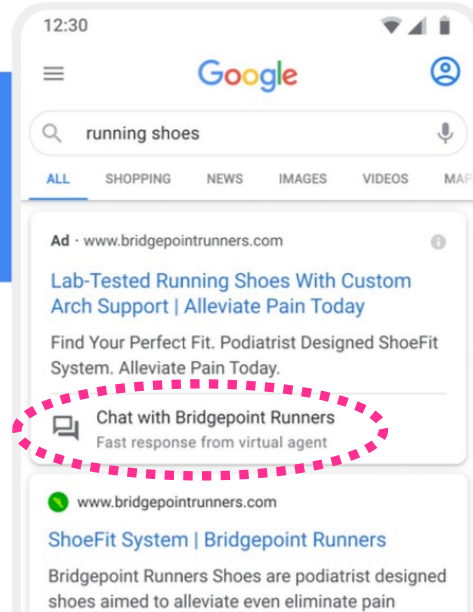 12:30
Google
running shoes
ALL SHOPPING NEWS IMAGES VIDEOS MAP
Ad · www.bridgepointrunners.com
Lab-Tested Running Shoes With Custom
Arch Support | Alleviate Pain Today
Find Your Perfect Fit. Podiatrist Designed ShoeFit
System. Alleviate Pain Today.
Chat with Bridgepoint Runners
Fast response from virtual agent
www.bridgepointrunners.com
ShoeFit System | Bridgepoint Runners
Bridgepoint Runners Shoes are podiatrist designed
shoes aimed to alleviate even eliminate pain